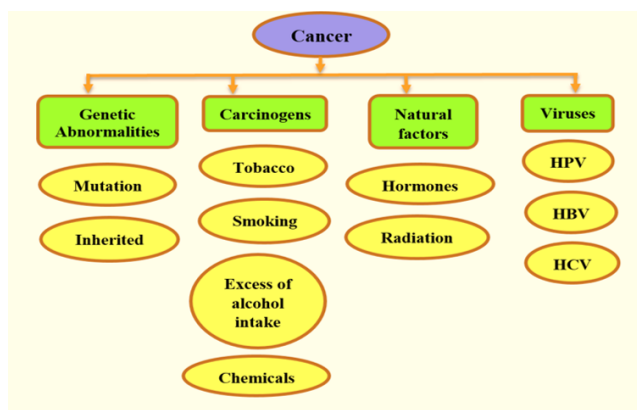 Cancer
Genetic
Abnormalities
Carcinogens
Natural
factors
Viruses
Mutation
Inherited
Tobacco
Smoking
Excess of
alcohol
intake
Chemicals
Hormones
Radiation
HPV
HBV
HCV